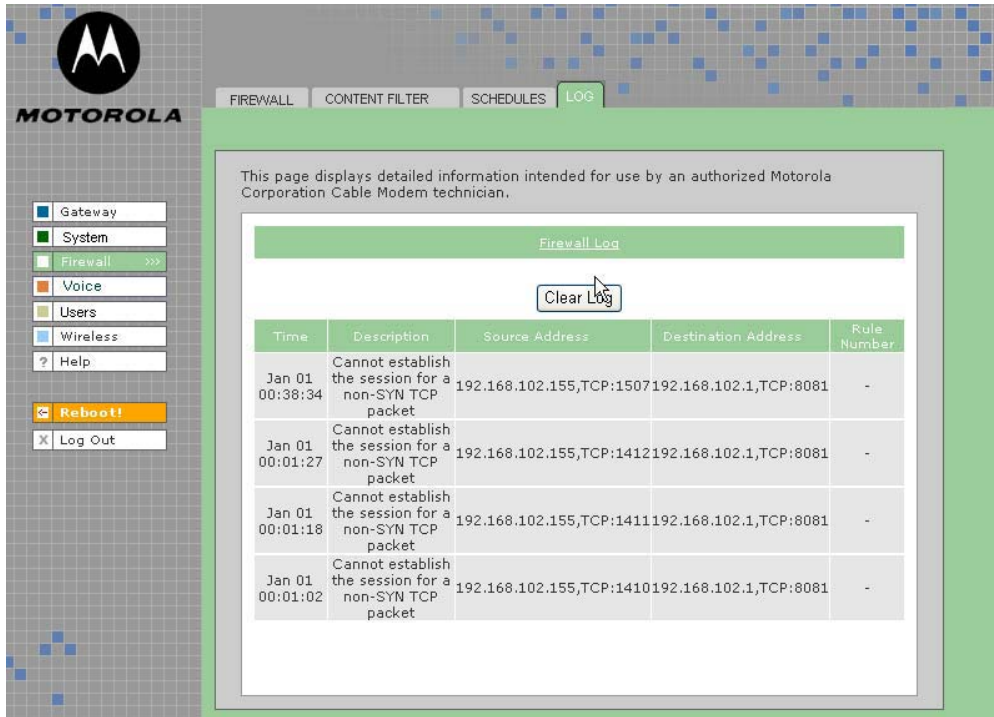 MOTOROLA
FIREWALL
CONTENT FILTER
SCHEDULES
LOG
Gateway
System
Firewall >>>
Voice
Users
Wireless
? Help
Reboot!
X Log Out
This page displays detailed information intended for use by an authorized Motorola
Corporation Cable Modem technician.
Firewall Log
Clear Log
Time Description Source Address Destination Address Rule Number
Jan 01
00:38:34
Cannot establish
the session for a
non-SYN TCP
packet
192.168.102.155,TCP:1507
192.168.102.1,TCP:8081
-
Jan 01
00:01:27
Cannot establish
the session for a
non-SYN TCP
packet
192.168.102.155,TCP:1412
192.168.102.1,TCP:8081
-
Jan 01
00:01:18
Cannot establish
the session for a
non-SYN TCP
packet
192.168.102.155,TCP:1411
192.168.102.1,TCP:8081
-
Jan 01
00:01:02
Cannot establish
the session for a
non-SYN TCP
packet
192.168.102.155,TCP:1410
192.168.102.1,TCP:8081
-